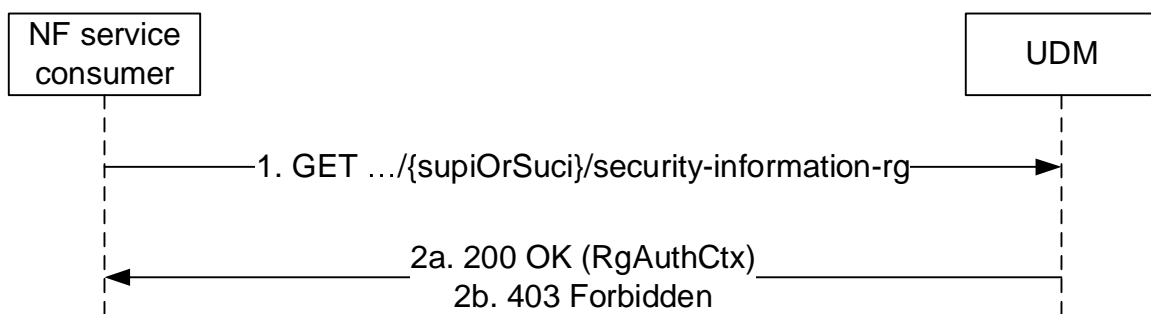 NF service
consumer
UDM
1. GET …/{supiOrSuci}/security-information-rg
2a. 200 OK (RgAuthCtx)
2b. 403 Forbidden